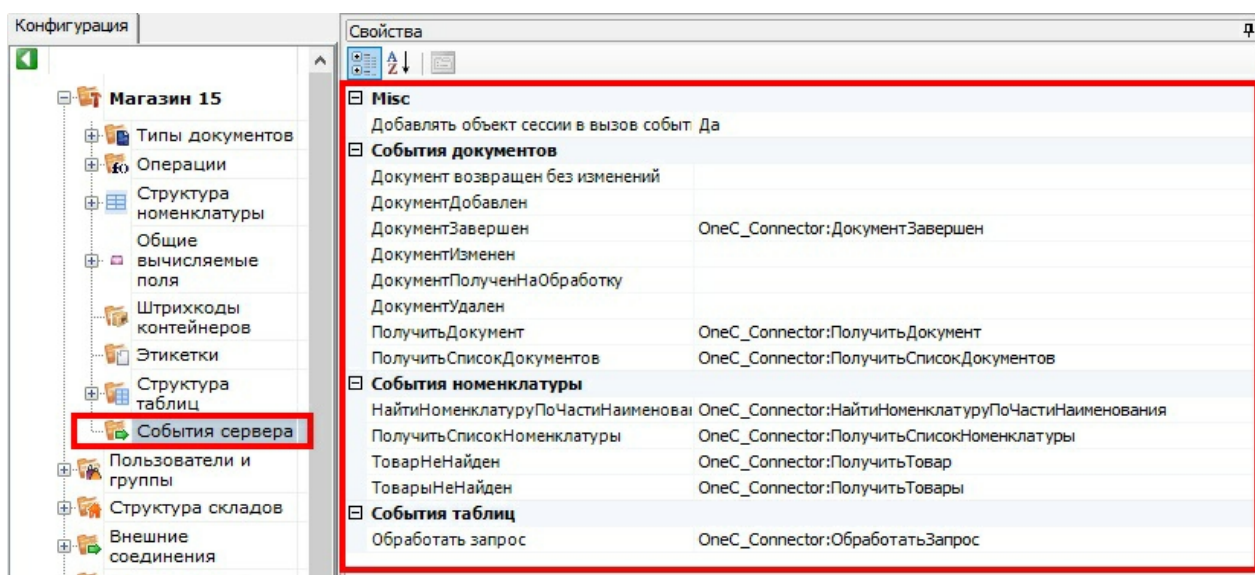 Конфигурация
Магазин 15
Типы документов
Операции
Структура
номенклатуры
Общие
вычисляемые
поля
Штрихкоды
контейнеров
Этикетки
Структура
таблиц
События сервера
Пользователи и
группы
Структура складов
Внешние
соединения
Свойства
Misc
Добавлять объект сессии в вызов событ Да
События документов
Документ возвращен без изменений
ДокументДобавлен
ДокументЗавершен OneC_Connector:ДокументЗавершен
ДокументИзменен
ДокументПолученНаОбработку
ДокументУдален
ПолучитьДокумент OneC_Connector:ПолучитьДокумент
ПолучитьСписокДокументов OneC_Connector:ПолучитьСписокДокументов
События номенклатуры
НайтиНоменклатуруПоЧастиНаименова OneC_Connector:НайтиНоменклатуруПоЧастиНаименования
ПолучитьСписокНоменклатуры OneC_Connector:ПолучитьСписокНоменклатуры
ТоварНеНайден OneC_Connector:ПолучитьТовар
ТоварыНеНайден OneC_Connector:ПолучитьТовары
События таблиц
Обработать запрос OneC_Connector:ОбработатьЗапрос